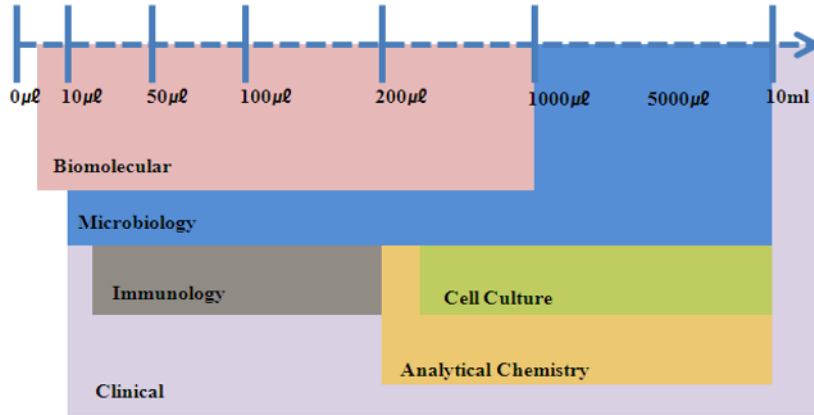 0㎕ 10㎕ 50㎕ 100㎕ 200㎕ 1000㎕ 5000㎕ 10ml
Biomolecular
Microbiology
Immunology
Cell Culture
Analytical Chemistry
Clinical